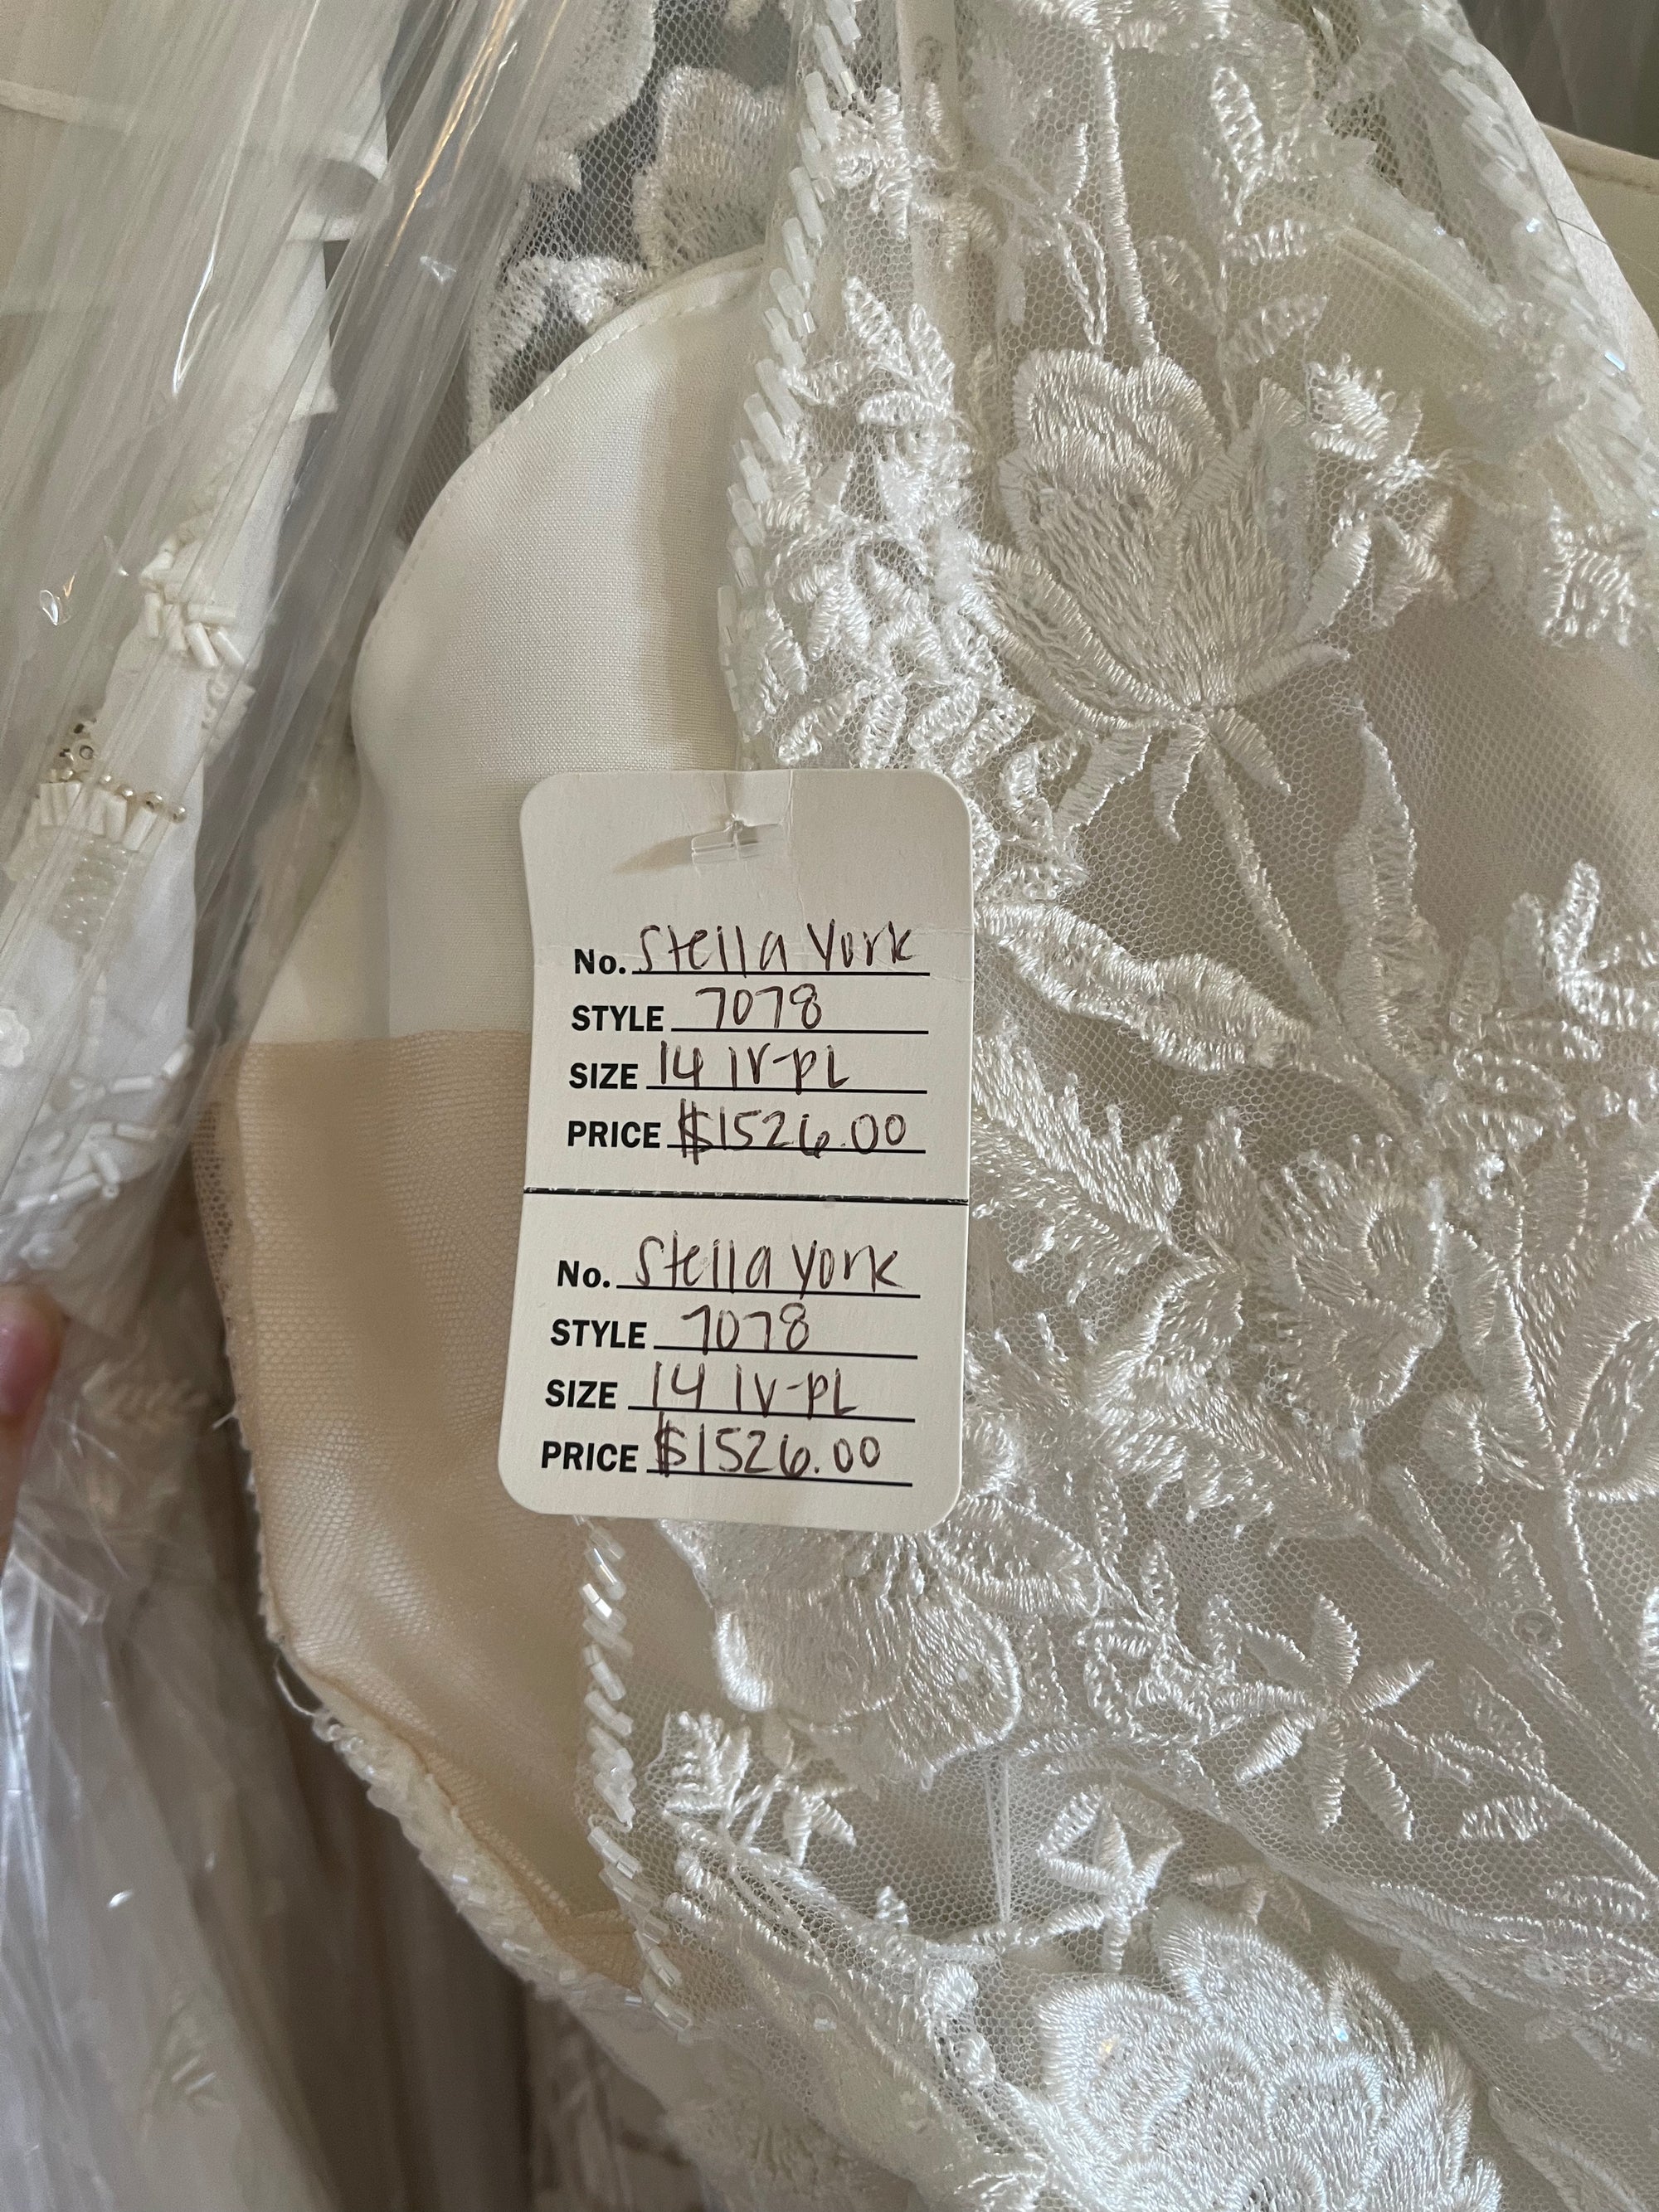 No. Stella York
STYLE 7078
SIZE 14 IV-PL
PRICE $1526.00
No. Stella York
STYLE 7078
SIZE 14 IV-PL
PRICE $1526.00